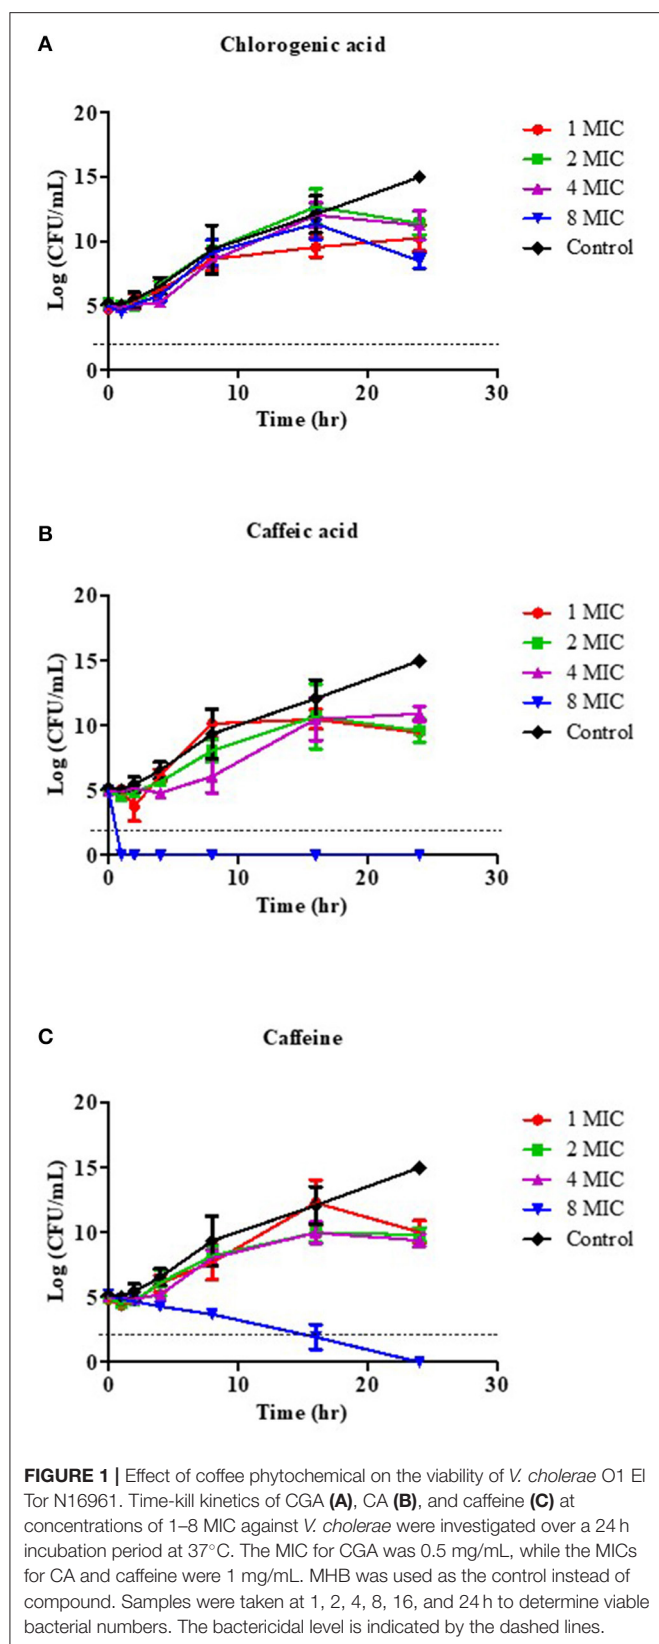 A
Chlorogenic acid
20
15
10
5
0
Log (CFU/mL)
0 10 20 30
Time (hr)
1 MIC
2 MIC
4 MIC
8 MIC
Control
B
Caffeic acid
20
15
10
5
0
Log (CFU/mL)
0 10 20 30
Time (hr)
1 MIC
2 MIC
4 MIC
8 MIC
Control
C
Caffeine
20
15
10
5
0
Log (CFU/mL)
0 10 20 30
Time (hr)
1 MIC
2 MIC
4 MIC
8 MIC
Control
FIGURE 1 | Effect of coffee phytochemical on the viability of V. cholerae O1 El
Tor N16961. Time-kill kinetics of CGA (A), CA (B), and caffeine (C) at
concentrations of 1–8 MIC against V. cholerae were investigated over a 24 h
incubation period at 37°C. The MIC for CGA was 0.5 mg/mL, while the MICs
for CA and caffeine were 1 mg/mL. MHB was used as the control instead of
compound. Samples were taken at 1, 2, 4, 8, 16, and 24 h to determine viable
bacterial numbers. The bactericidal level is indicated by the dashed lines.